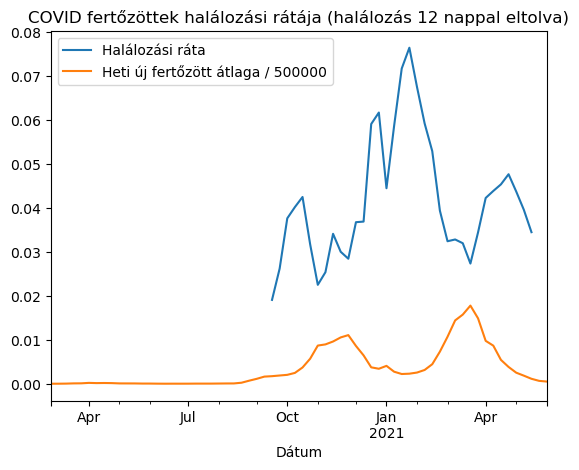 COVID fertőzöttek halálozási rátája (halálozás 12 nappal eltolva)
0.08
0.07
0.06
0.05
0.04
0.03
0.02
0.01
0.00
Halálozási ráta
Heti új fertőzött átlaga / 500000
Apr Jul Oct Jan Apr
2021
Dátum